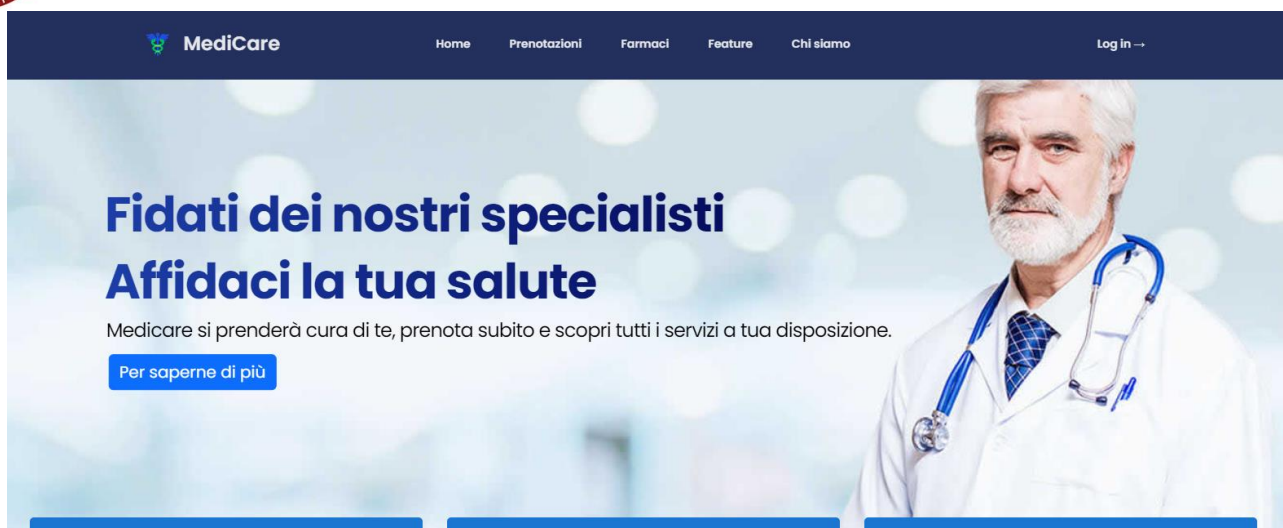 MediCare
Home Prenotazioni Farmaci Feature Chi siamo
Log in →
Fidati dei nostri specialisti
Affidaci la tua salute
Medicare si prenderà cura di te, prenota subito e scopri tutti i servizi a tua disposizione.
Per saperne di più